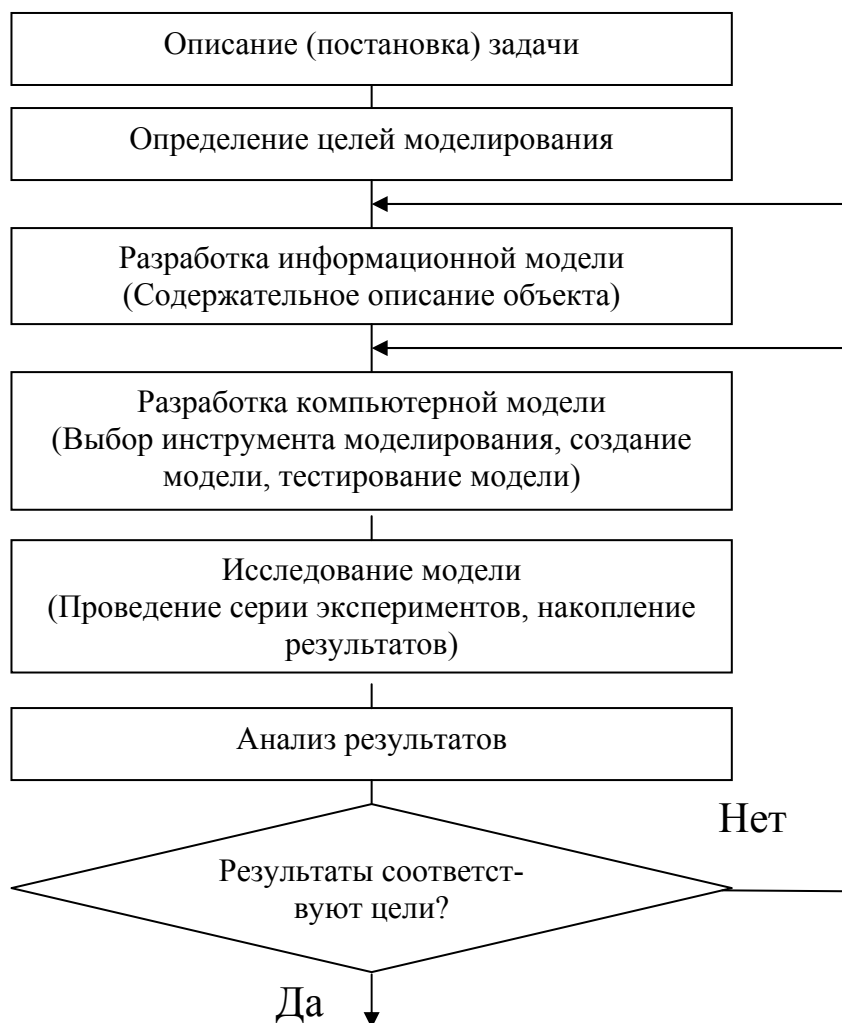 Описание (постановка) задачи
Определение целей моделирования
Разработка информационной модели
(Содержательное описание объекта)
Разработка компьютерной модели
(Выбор инструмента моделирования, создание
модели, тестирование модели)
Исследование модели
(Проведение серии экспериментов, накопление
результатов)
Анализ результатов
Нет
Результаты соответст-
вуют цели?
Да